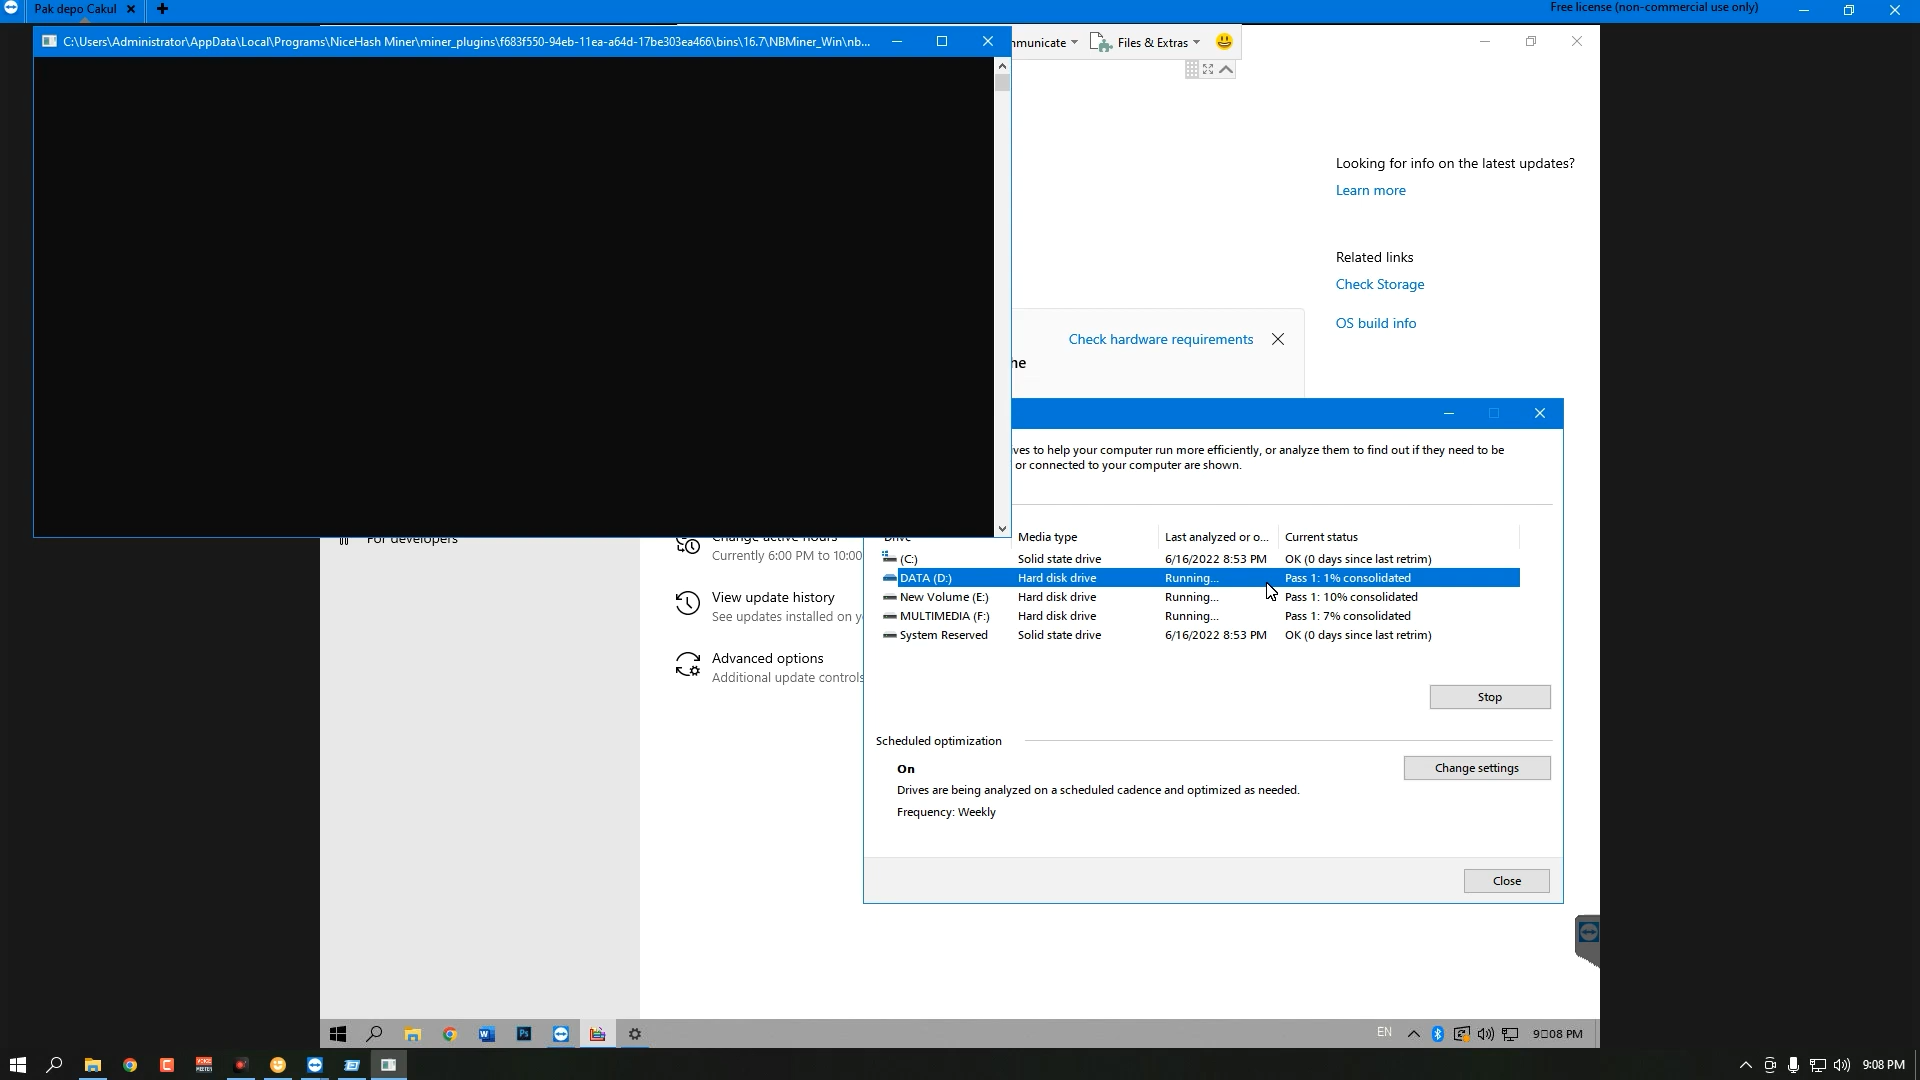 Pak depo Cakul
Free license (non-commercial use only)
C:\Users\Administrator\AppData\Local\Programs\NiceHash Miner\miner_plugins\f683f550-94eb-11ea-a64d-17be303ea466\bins\16.7\NBMiner_Win\nb...
mmunicate
Files & Extras
Looking for info on the latest updates?
Learn more
Related links
Check Storage
OS build info
Check hardware requirements
he
ves to help your computer run more efficiently, or analyze them to find out if they need to be
or connected to your computer are shown.
Drive
Media type
Last analyzed or o...
Current status
(C:)
Solid state drive
6/16/2022 8:53 PM
OK (0 days since last retrim)
DATA (D:)
Hard disk drive
Running...
Pass 1: 1% consolidated
New Volume (E:)
Hard disk drive
Running...
Pass 1: 10% consolidated
MULTIMEDIA (F:)
Hard disk drive
Running...
Pass 1: 7% consolidated
System Reserved
Solid state drive
6/16/2022 8:53 PM
OK (0 days since last retrim)
Stop
Scheduled optimization
On
Drives are being analyzed on a scheduled cadence and optimized as needed.
Frequency: Weekly
Change settings
Close
For developers
Change active hours
Currently 6:00 PM to 10:00
View update history
See updates installed on y
Advanced options
Additional update controls
EN
9□08 PM
9:08 PM